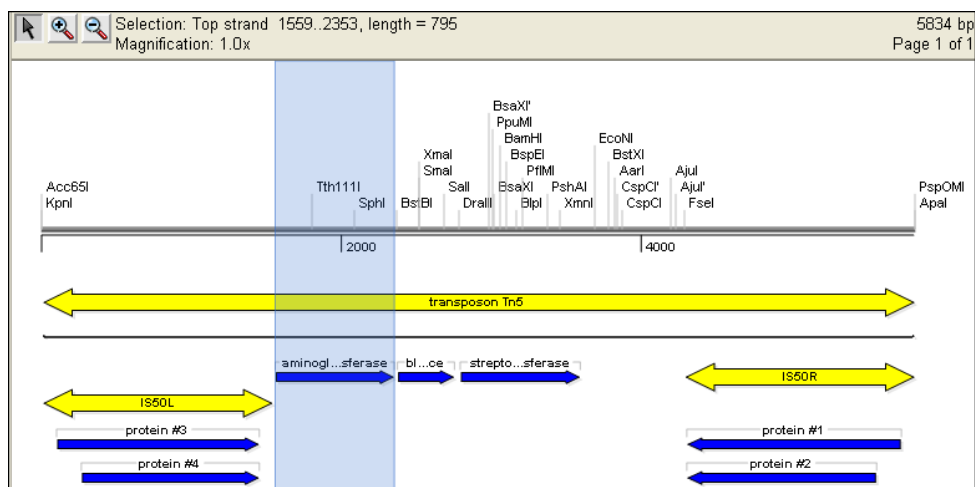 Selection: Top strand 1559..2353, length = 795
5834 bp
Magnification: 1.0x
Page 1 of 1
BsaXI'
PpuMI
BamHI EcoNI
XmaI BspEI BstXI
SmaI PflMI AarI AjuI
Acc65I Tth111I SalI BsaXI PshAI CspCI' AjuI' PspOMI
KpnI SphI BstBI DraIII BlpI XmnI CspCI FseI ApaI
2000 4000
transposon Tn5
aminogl...sferase bl...ce strepto...sferase
IS50R
IS50L
protein #3 protein #1
protein #4 protein #2